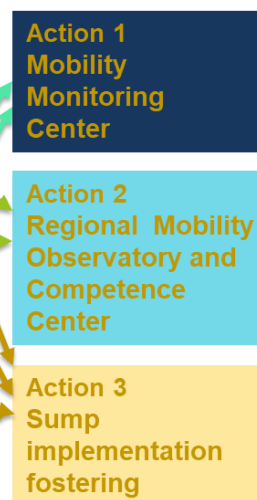 Action 1
Mobility
Monitoring
Center
Action 2
Regional  Mobility
Observatory and
Competence
Center
Action 3
Sump
implementation
fostering